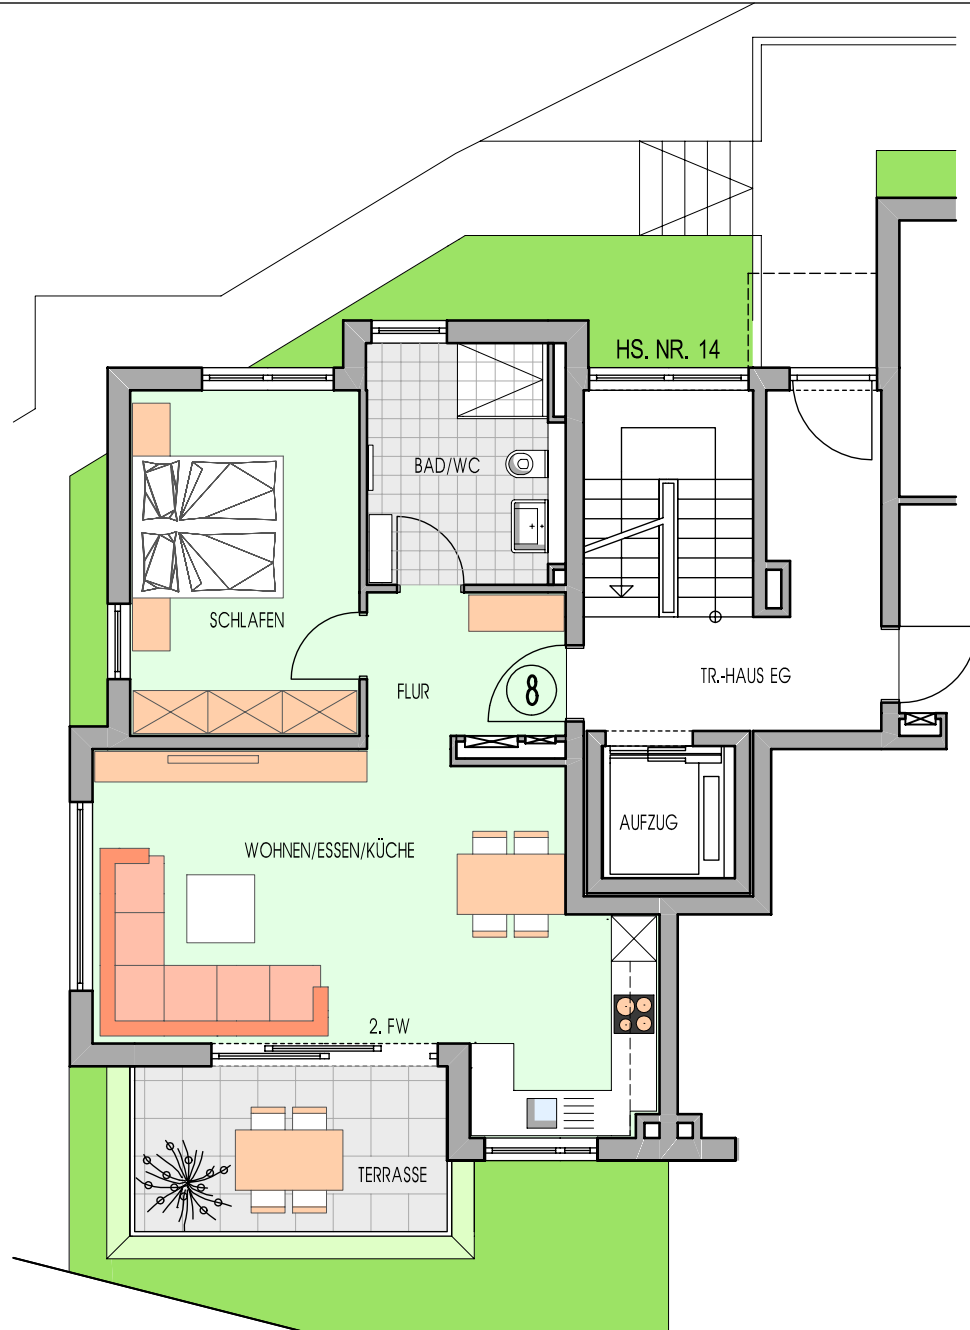 HS. NR. 14
BAD/WC
SCHLAFEN
FLUR
8
TR.-HAUS EG
AUFZUG
WOHNEN/ESSEN/KÜCHE
2. FW
TERRASSE